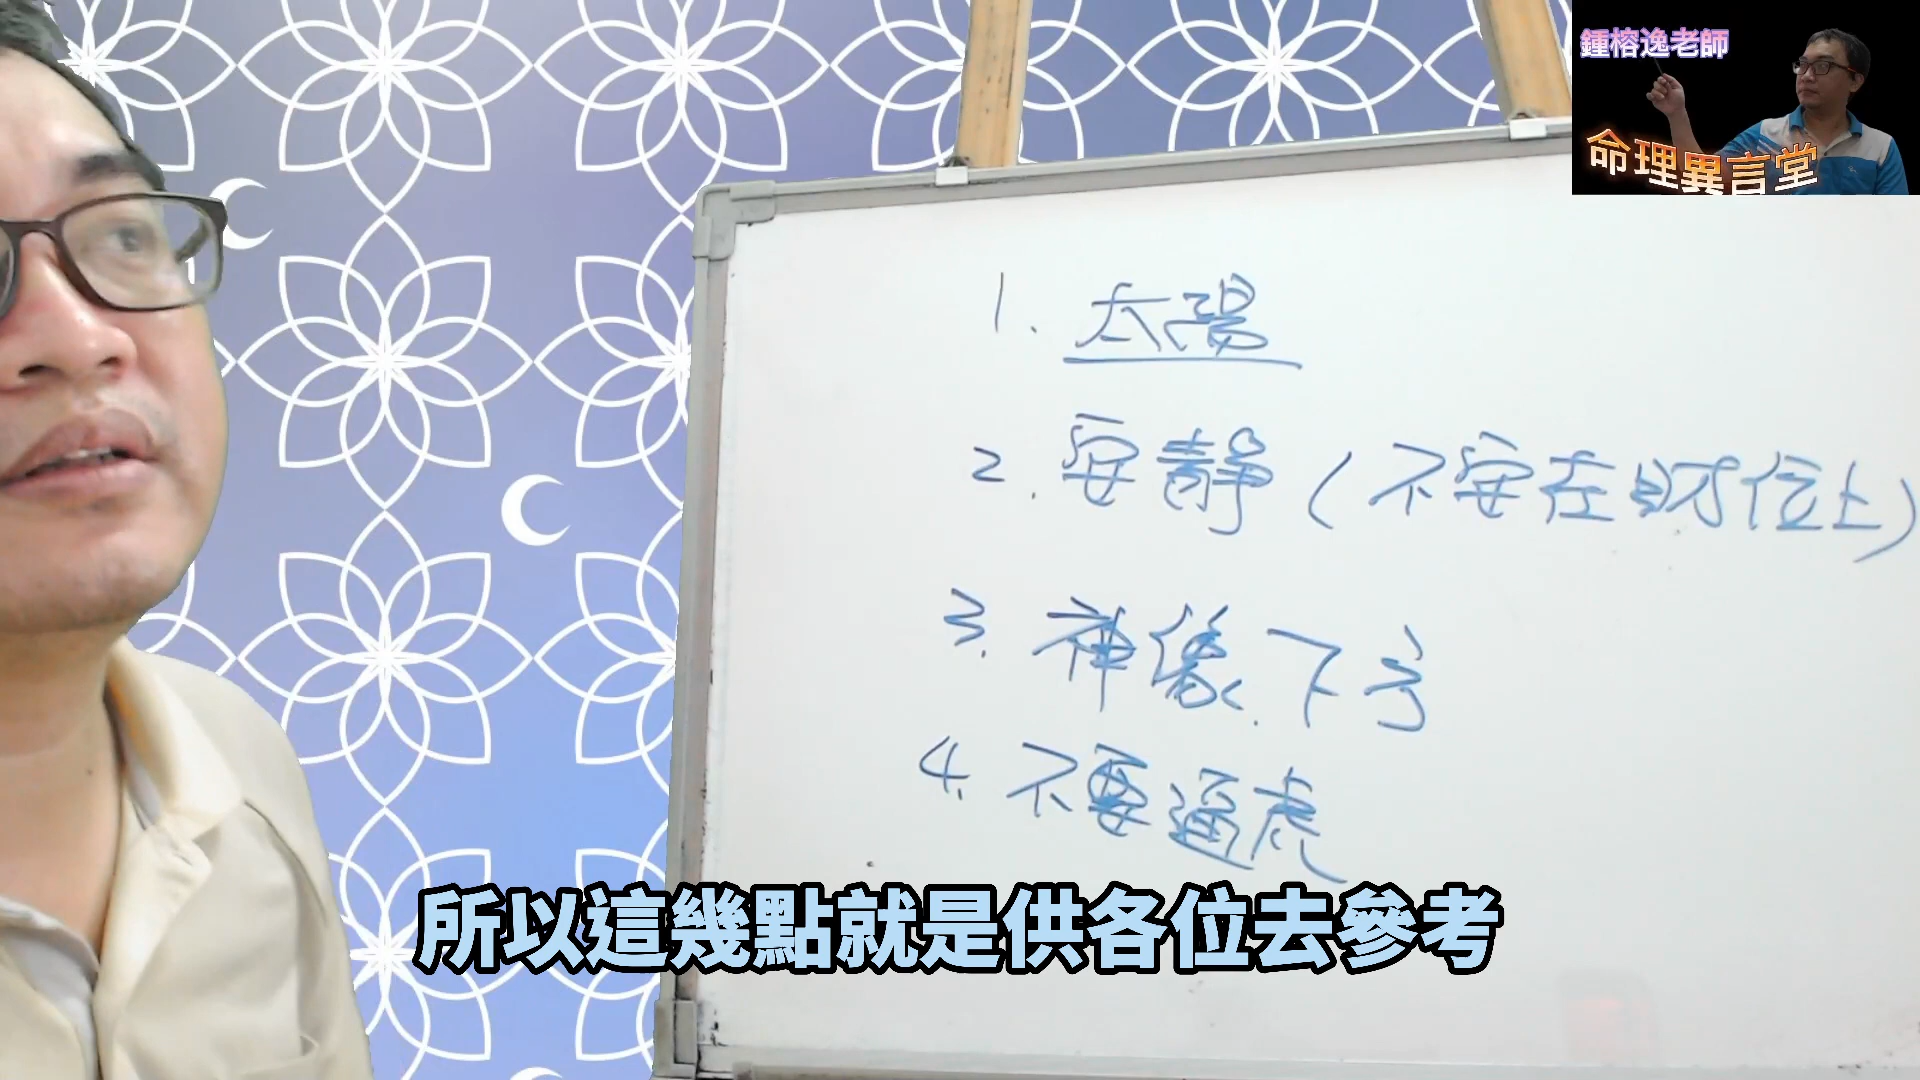 鍾榕逸老師
命理異言堂
1. 太陽
2. 安靜(不安在財位上)
3. 神像下方
4. 不要逼虎
所以這幾點就是供各位去參考